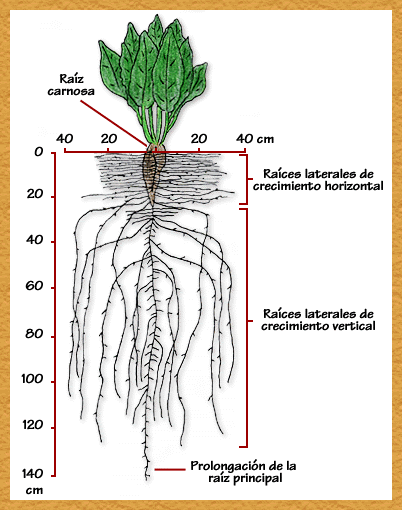 Raíz
carnosa
40 20 20 40 cm
0
20
40
60
80
100
120
140
cm
Raíces laterales de
crecimiento horizontal
Raíces laterales de
crecimiento vertical
Prolongación de la
raíz principal